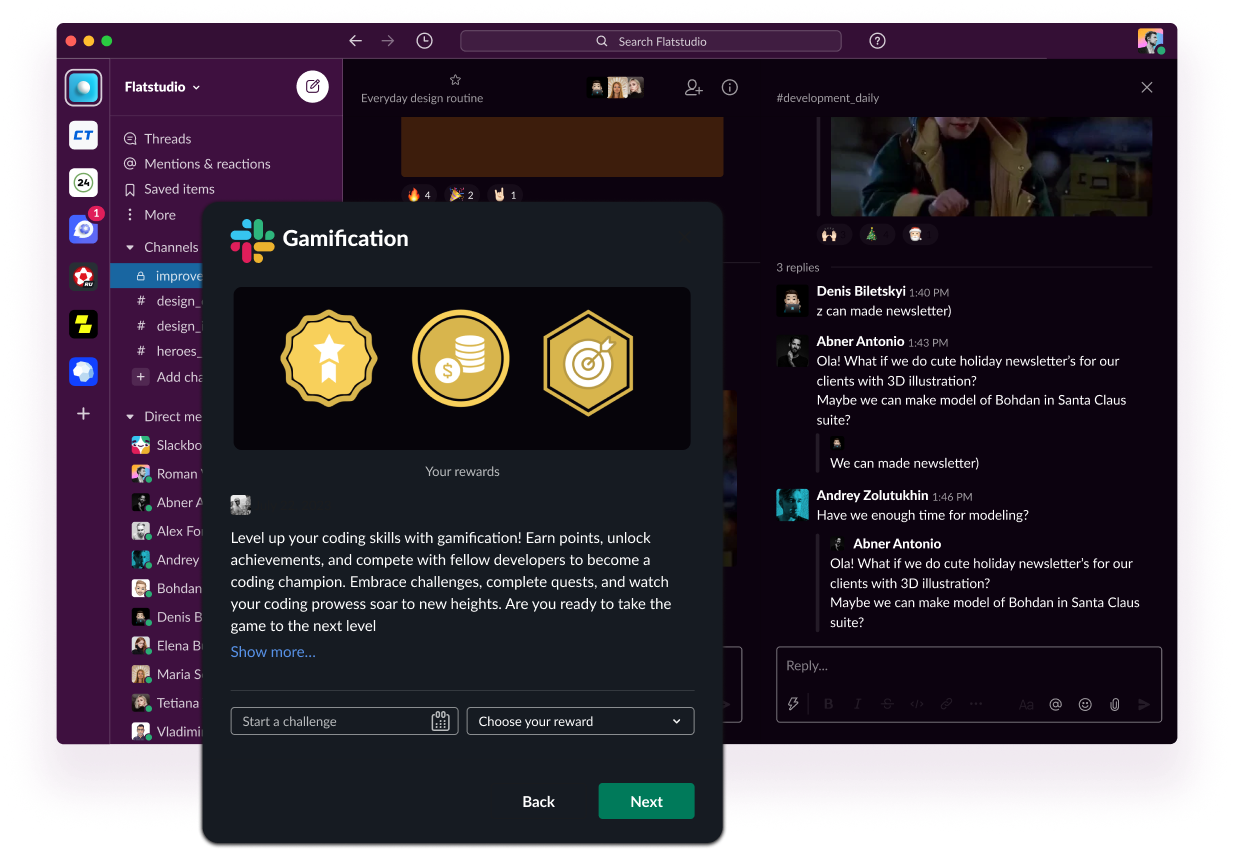 Search Flatstudio
Flatstudio
Threads
Mentions & reactions
Saved items
More
Channels
improve
design_
design_
heroes_
Add cha
Direct me
Slackbo
Roman
Abner A
Alex Fo
Andrey
Bohdan
Denis B
Elena B
Maria S
Tetiana
Vladimi
CT
24
1
RU
Everyday design routine
4
2
1
Gamification
$
Your rewards
Level up your coding skills with gamification! Earn points, unlock
achievements, and compete with fellow developers to become a
coding champion. Embrace challenges, complete quests, and watch
your coding prowess soar to new heights. Are you ready to take the
game to the next level
Show more...
Start a challenge
Choose your reward
Back
Next
#development_daily
3 replies
Denis Biletskyi 1:40 PM
z can made newsletter)
Abner Antonio 1:43 PM
Ola! What if we do cute holiday newsletter's for our
clients with 3D illustration?
Maybe we can make model of Bohdan in Santa Claus
suite?
We can made newsletter)
Andrey Zolutukhin 1:46 PM
Have we enough time for modeling?
Abner Antonio
Ola! What if we do cute holiday newsletter's for our
clients with 3D illustration?
Maybe we can make model of Bohdan in Santa Claus
suite?
Reply...
B I S </> Aa @